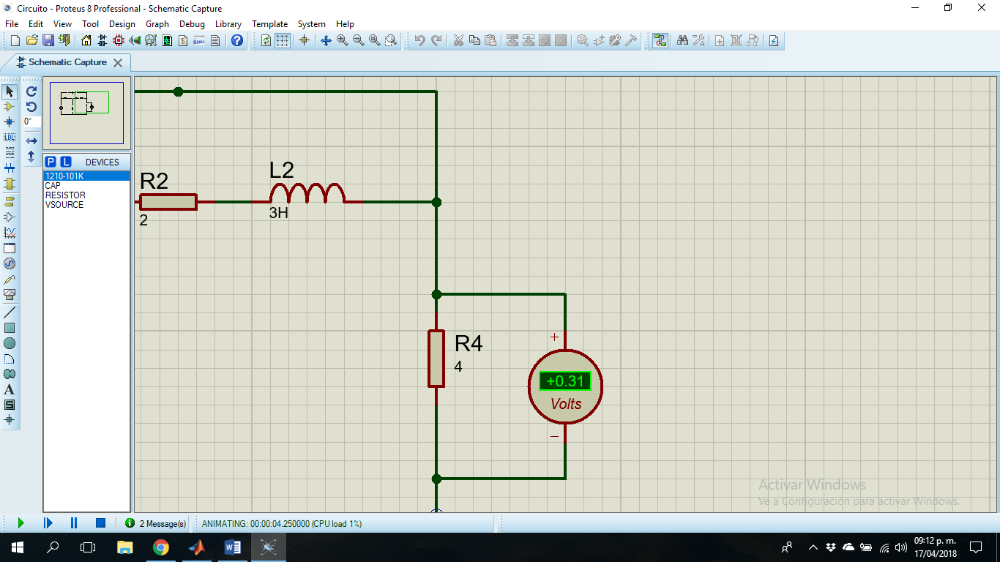 Circuito - Proteus 8 Professional - Schematic Capture
File Edit View Tool Design Graph Debug Library Template System Help
Schematic Capture
0°
LBL
P L DEVICES
1210-101K
CAP
RESISTOR
VSOURCE
A
S
R2
2
L2
3H
R4
4
+
+0.31
Volts
−
Activar Windows
Ve a Configuración para activar Windows.
2 Message(s)
ANIMATING: 00:00:04.250000 (CPU load 1%)
09:12 p. m.
17/04/2018